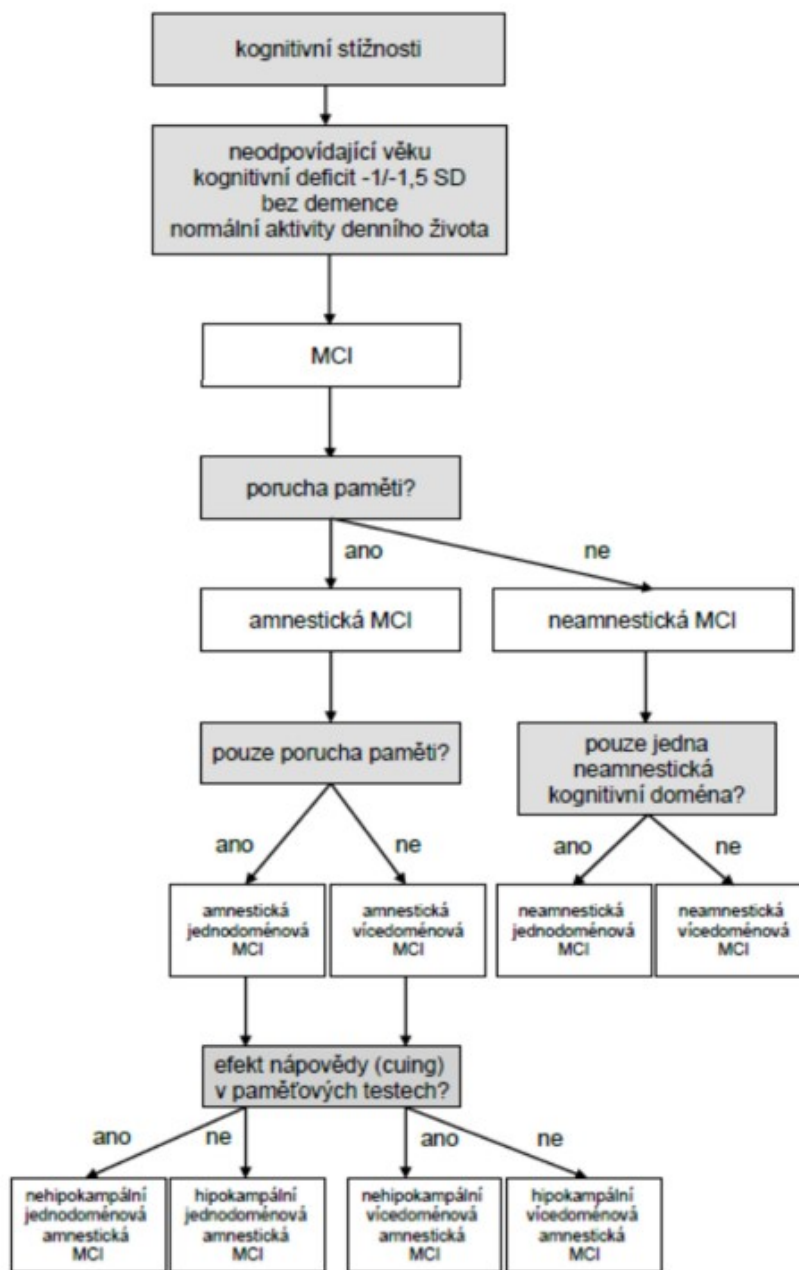 kognitivní stížnosti
neodpovídající věku
kognitivní deficit -1/-1,5 SD
bez demence
normální aktivity denního života
MCI
porucha paměti?
ano
ne
amnestická MCI
neamnestická MCI
pouze porucha paměti?
pouze jedna
neamnestická
kognitivní doména?
ano
ne
ano
ne
amnestická
jednodoménová
MCI
amnestická
vícedoménová
MCI
neamnestická
jednodoménová
MCI
neamnestická
vícedoménová
MCI
efekt nápovědy (cuing)
v paměťových testech?
ano
ne
ano
ne
nehipokampální
jednodoménová
amnestická
MCI
hipokampální
jednodoménová
amnestická
MCI
nehipokampální
vícedoménová
amnestická
MCI
hipokampální
vícedoménová
amnestická
MCI